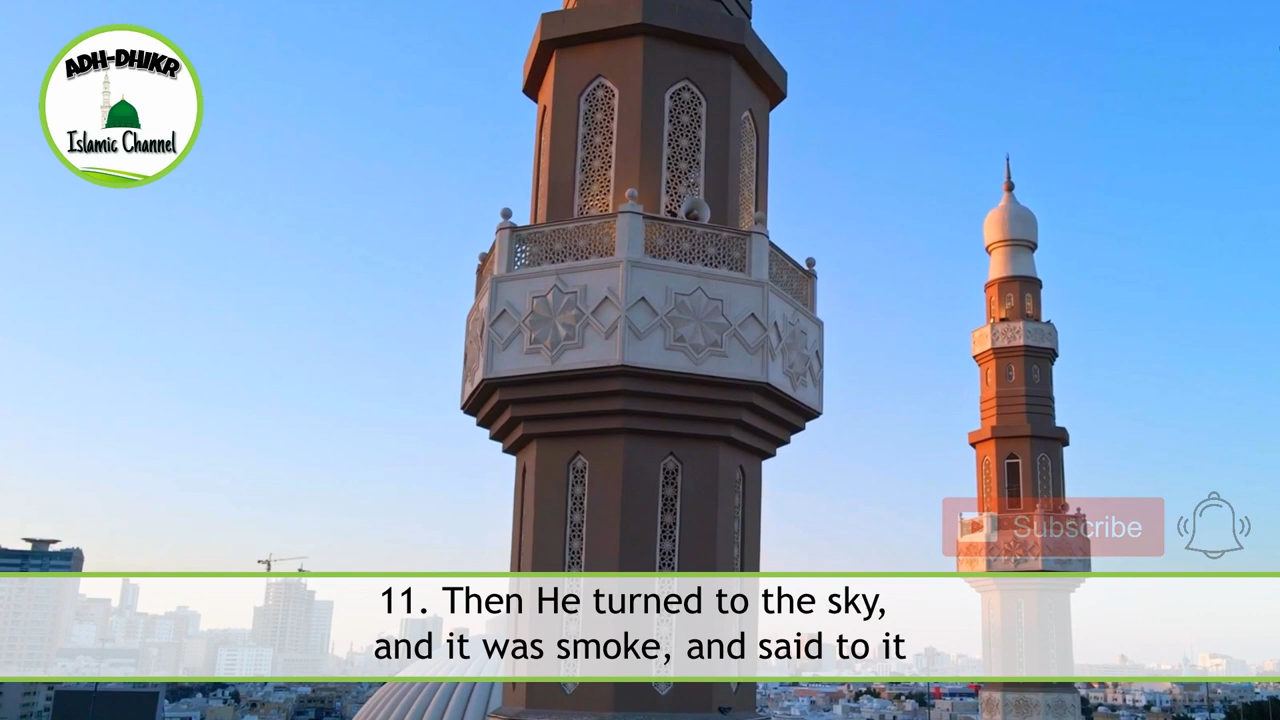 ADH-DHIKR
Islamic Channel
Subscribe
11. Then He turned to the sky,
and it was smoke, and said to it